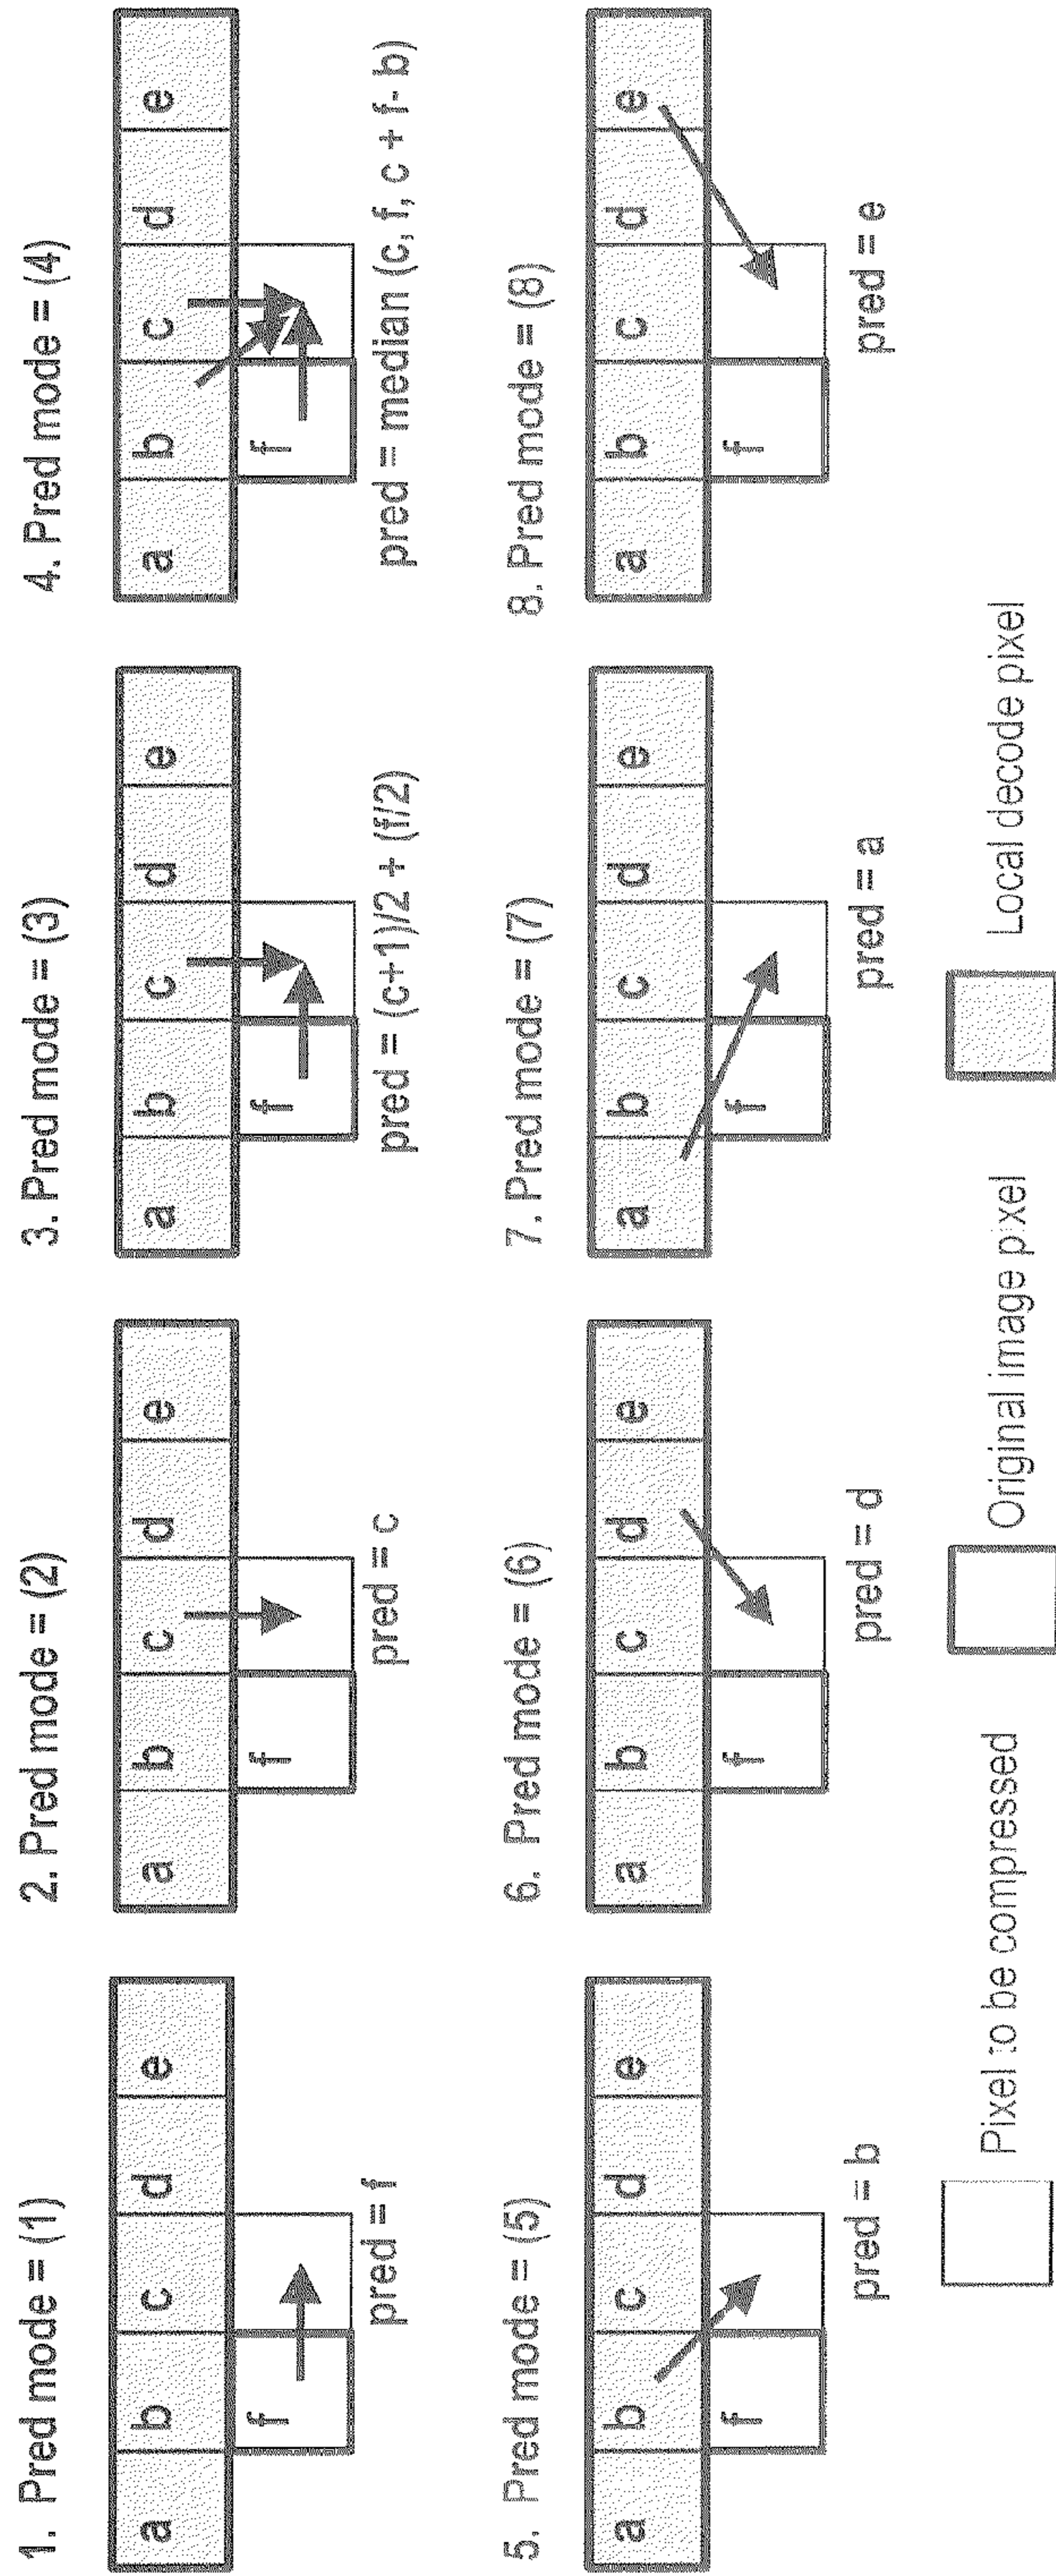 1. Pred mode = (1)
a b c d e
f
pred = f
2. Pred mode = (2)
a b c d e
f
pred = c
3. Pred mode = (3)
a b c d e
f
pred = (c+1)/2 + (f/2)
4. Pred mode = (4)
a b c d e
f
pred = median (c, f, c + f- b)
5. Pred mode = (5)
a b c d e
f
pred = b
6. Pred mode = (6)
a b c d e
f
pred = d
7. Pred mode = (7)
a b c d e
f
pred = a
8. Pred mode = (8)
a b c d e
f
pred = e
Pixel to be compressed
Original image pixel
Local decode pixel